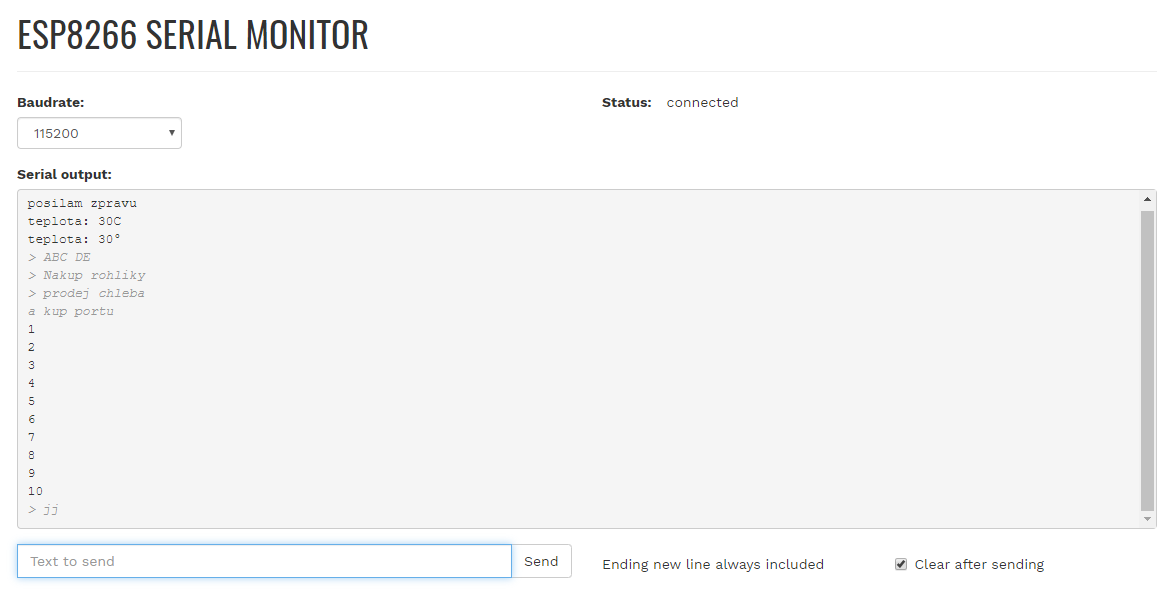 ESP8266 SERIAL MONITOR
Baudrate:
Status: connected
115200
Serial output:
posilam zpravu
teplota: 30C
teplota: 30°
> ABC DE
> Nakup rohliky
> prodej chleba
a kup portu
1
2
3
4
5
6
7
8
9
10
> jj
Text to send
Send
Ending new line always included
Clear after sending